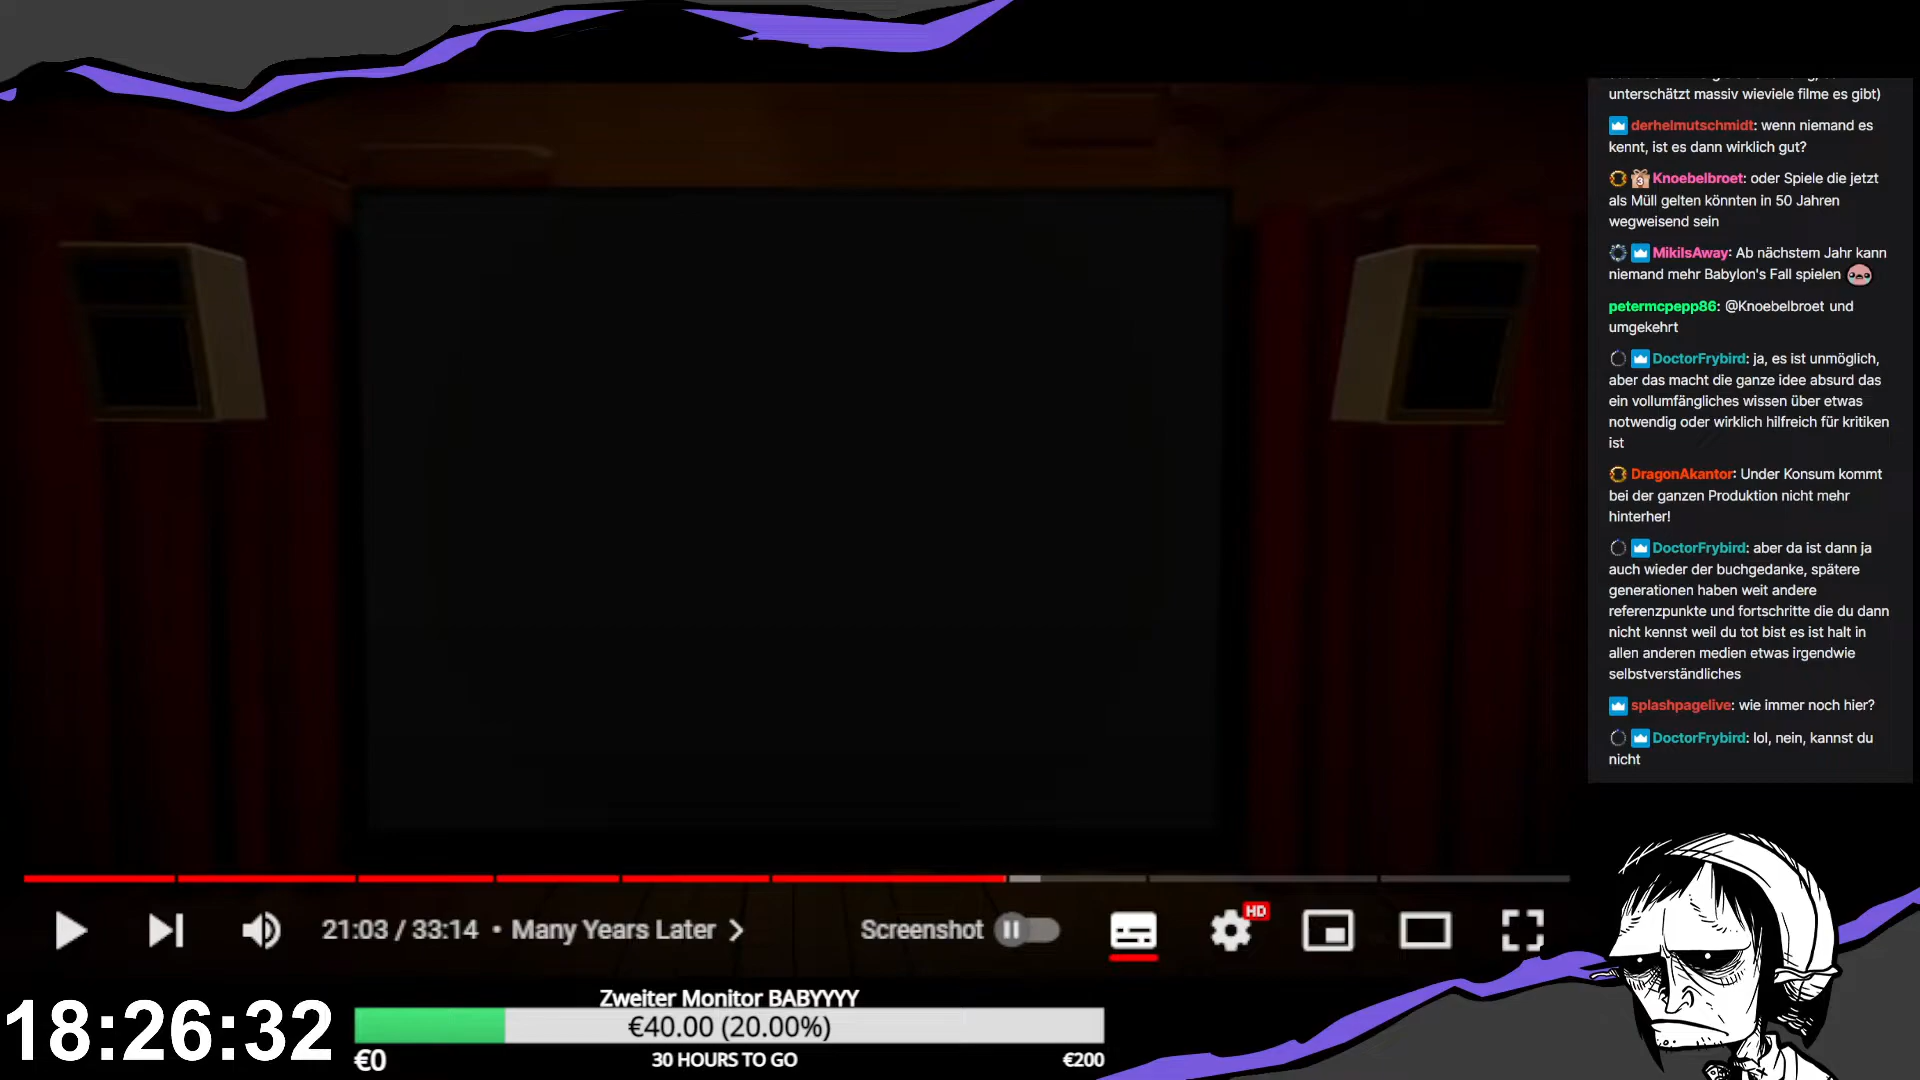 unterschätzt massiv wieviele filme es gibt)
derhelmutschmidt: wenn niemand es
kennt, ist es dann wirklich gut?
Knoebelbroet: oder Spiele die jetzt
als Müll gelten könnten in 50 Jahren
wegweisend sein
MikiIsAway: Ab nächstem Jahr kann
niemand mehr Babylon's Fall spielen
petermcpepp86: @Knoebelbroet und
umgekehrt
DoctorFrybird: ja, es ist unmöglich,
aber das macht die ganze idee absurd das
ein vollumfängliches wissen über etwas
notwendig oder wirklich hilfreich für kritiken
ist
DragonAkantor: Under Konsum kommt
bei der ganzen Produktion nicht mehr
hinterher!
DoctorFrybird: aber da ist dann ja
auch wieder der buchgedanke, spätere
generationen haben weit andere
referenzpunkte und fortschritte die du dann
nicht kennst weil du tot bist es ist halt in
allen anderen medien etwas irgendwie
selbstverständliches
splashpagelive: wie immer noch hier?
DoctorFrybird: lol, nein, kannst du
nicht
21:03 / 33:14 • Many Years Later
Screenshot
HD
18:26:32
Zweiter Monitor BABYYYY
€40.00 (20.00%)
€0
30 HOURS TO GO
€200